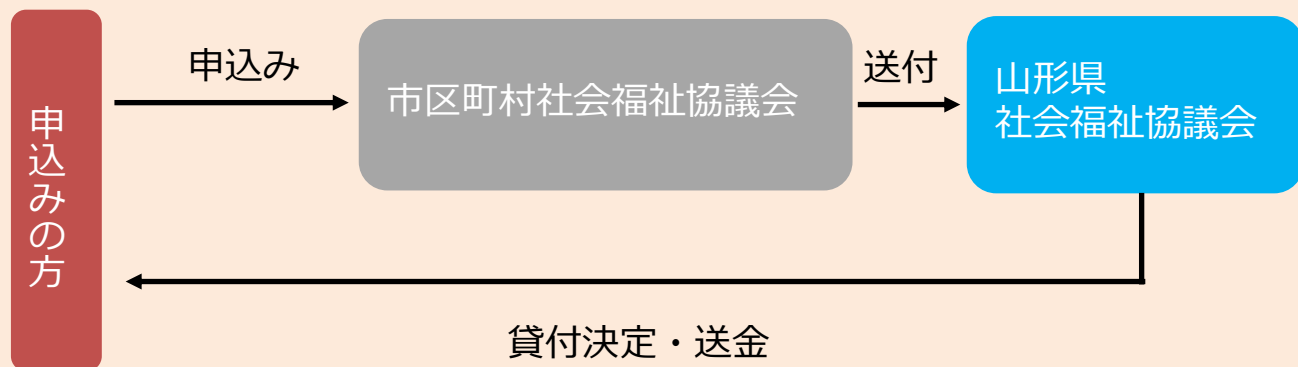 申込みの方
申込み
市区町村社会福祉協議会
送付
山形県
社会福祉協議会
貸付決定・送金